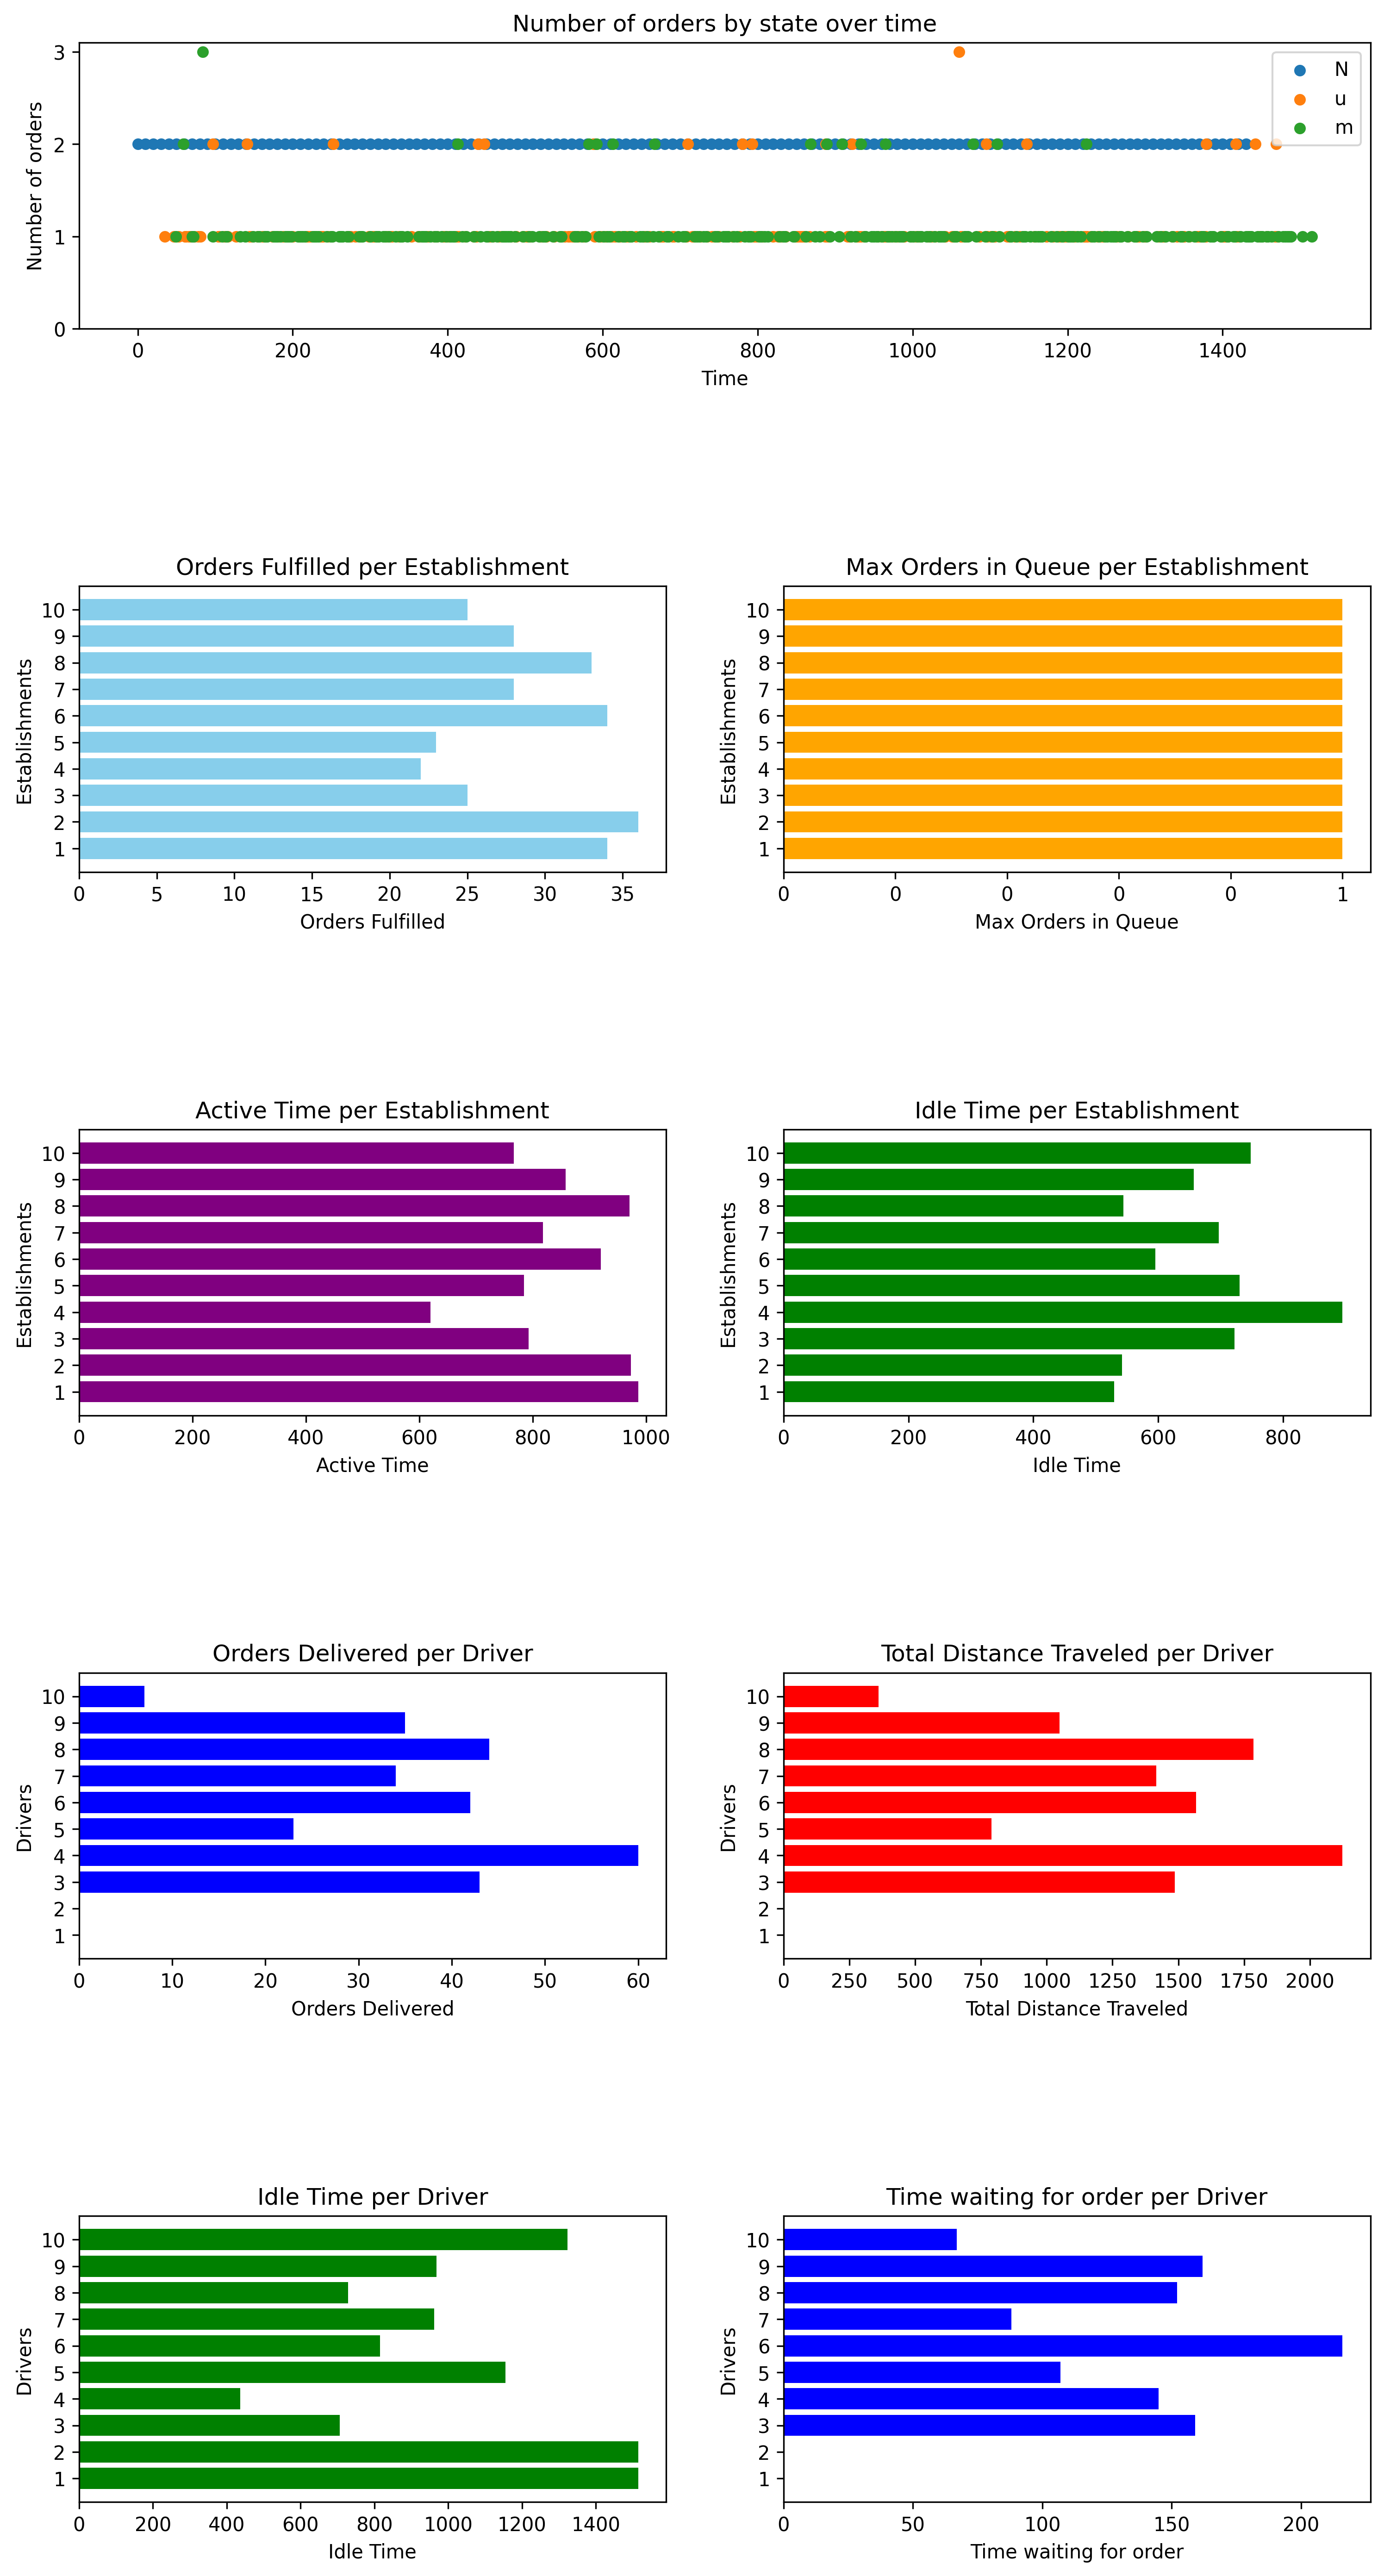 Number of orders by state over time
3
2
1
0
Number of orders
N
u
m
0 200 400 600 800 1000 1200 1400
Time
Orders Fulfilled per Establishment
10
9
8
7
6
5
4
3
2
1
Establishments
0 5 10 15 20 25 30 35
Orders Fulfilled
Max Orders in Queue per Establishment
10
9
8
7
6
5
4
3
2
1
Establishments
0 0 0 0 0 1
Max Orders in Queue
Active Time per Establishment
10
9
8
7
6
5
4
3
2
1
Establishments
0 200 400 600 800 1000
Active Time
Idle Time per Establishment
10
9
8
7
6
5
4
3
2
1
Establishments
0 200 400 600 800
Idle Time
Orders Delivered per Driver
10
9
8
7
6
5
4
3
2
1
Drivers
0 10 20 30 40 50 60
Orders Delivered
Total Distance Traveled per Driver
10
9
8
7
6
5
4
3
2
1
Drivers
0 250 500 750 1000 1250 1500 1750 2000
Total Distance Traveled
Idle Time per Driver
10
9
8
7
6
5
4
3
2
1
Drivers
0 200 400 600 800 1000 1200 1400
Idle Time
Time waiting for order per Driver
10
9
8
7
6
5
4
3
2
1
Drivers
0 50 100 150 200
Time waiting for order